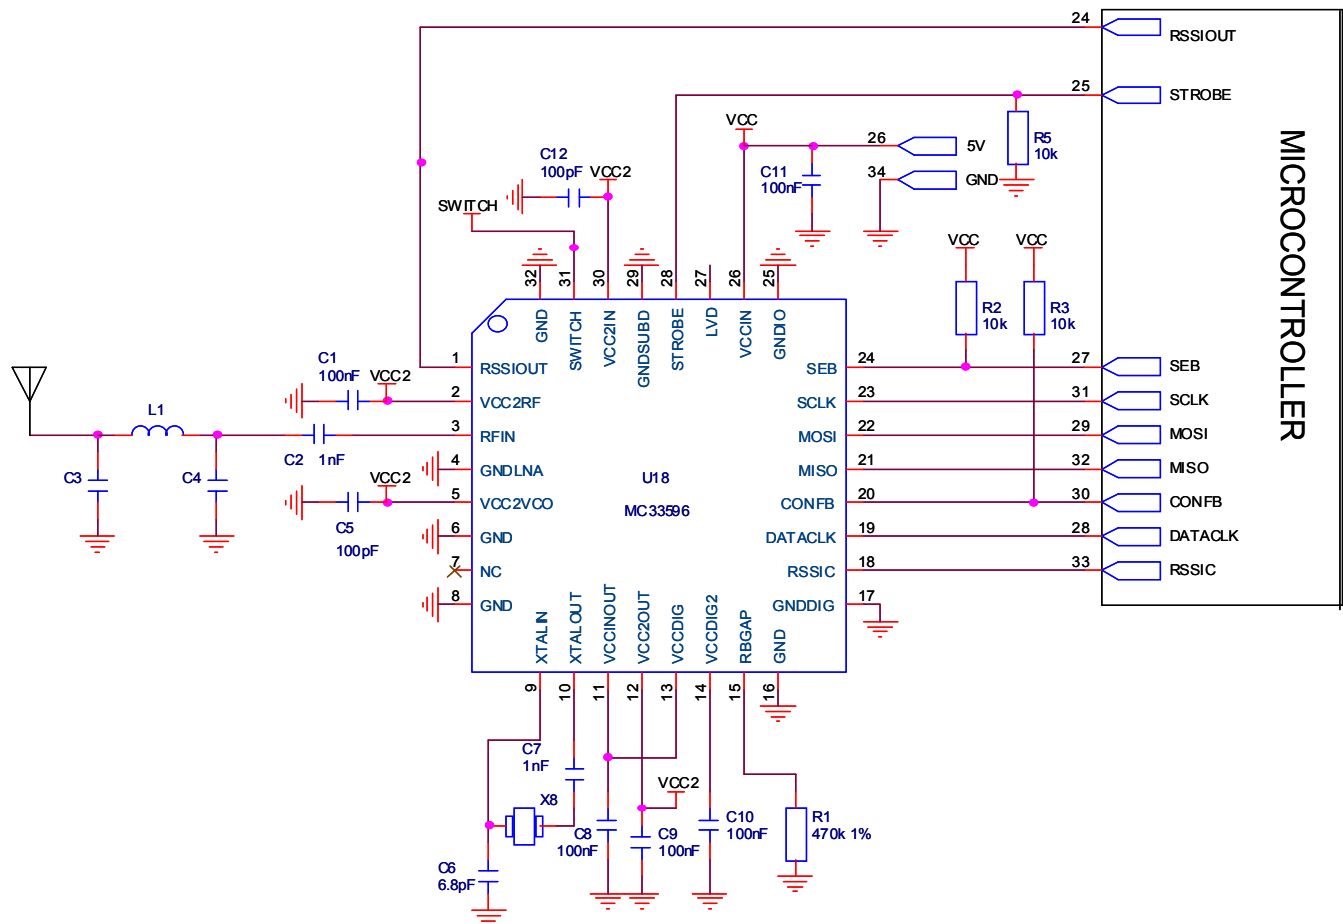 24
RSSIOUT
25
STROBE
VCC
26
5V
R5
10k
C12
100pF
VCC2
C11
100nF
34
GND
SWITCH
MICROCONTROLLER
VCC
VCC
32
31
30
29
28
27
26
25
GND
SWITCH
VCC2IN
GNDSUBD
STROBE
LVD
VCCIN
GNDIO
R2
10k
R3
10k
C1
100nF
VCC2
1
RSSIOUT
SEB
24
27
SEB
2
VCC2RF
SCLK
23
31
SCLK
L1
3
RFIN
MOSI
22
29
MOSI
C2
1nF
4
GNDLNA
MISO
21
32
MISO
C3
C4
VCC2
U18
5
VCC2VCO
CONFB
20
30
CONFB
MC33596
C5
100pF
6
GND
DATACLK
19
28
DATACLK
7
NC
RSSIC
18
33
RSSIC
8
GND
GNDDIG
17
XTALIN
XTALOUT
VCCINOUT
VCC2OUT
VCCDIG
VCCDIG2
RBGAP
GND
9
10
11
12
13
14
15
16
C7
1nF
VCC2
X8
C8
100nF
C9
100nF
C10
100nF
R1
470k 1%
C6
6.8pF